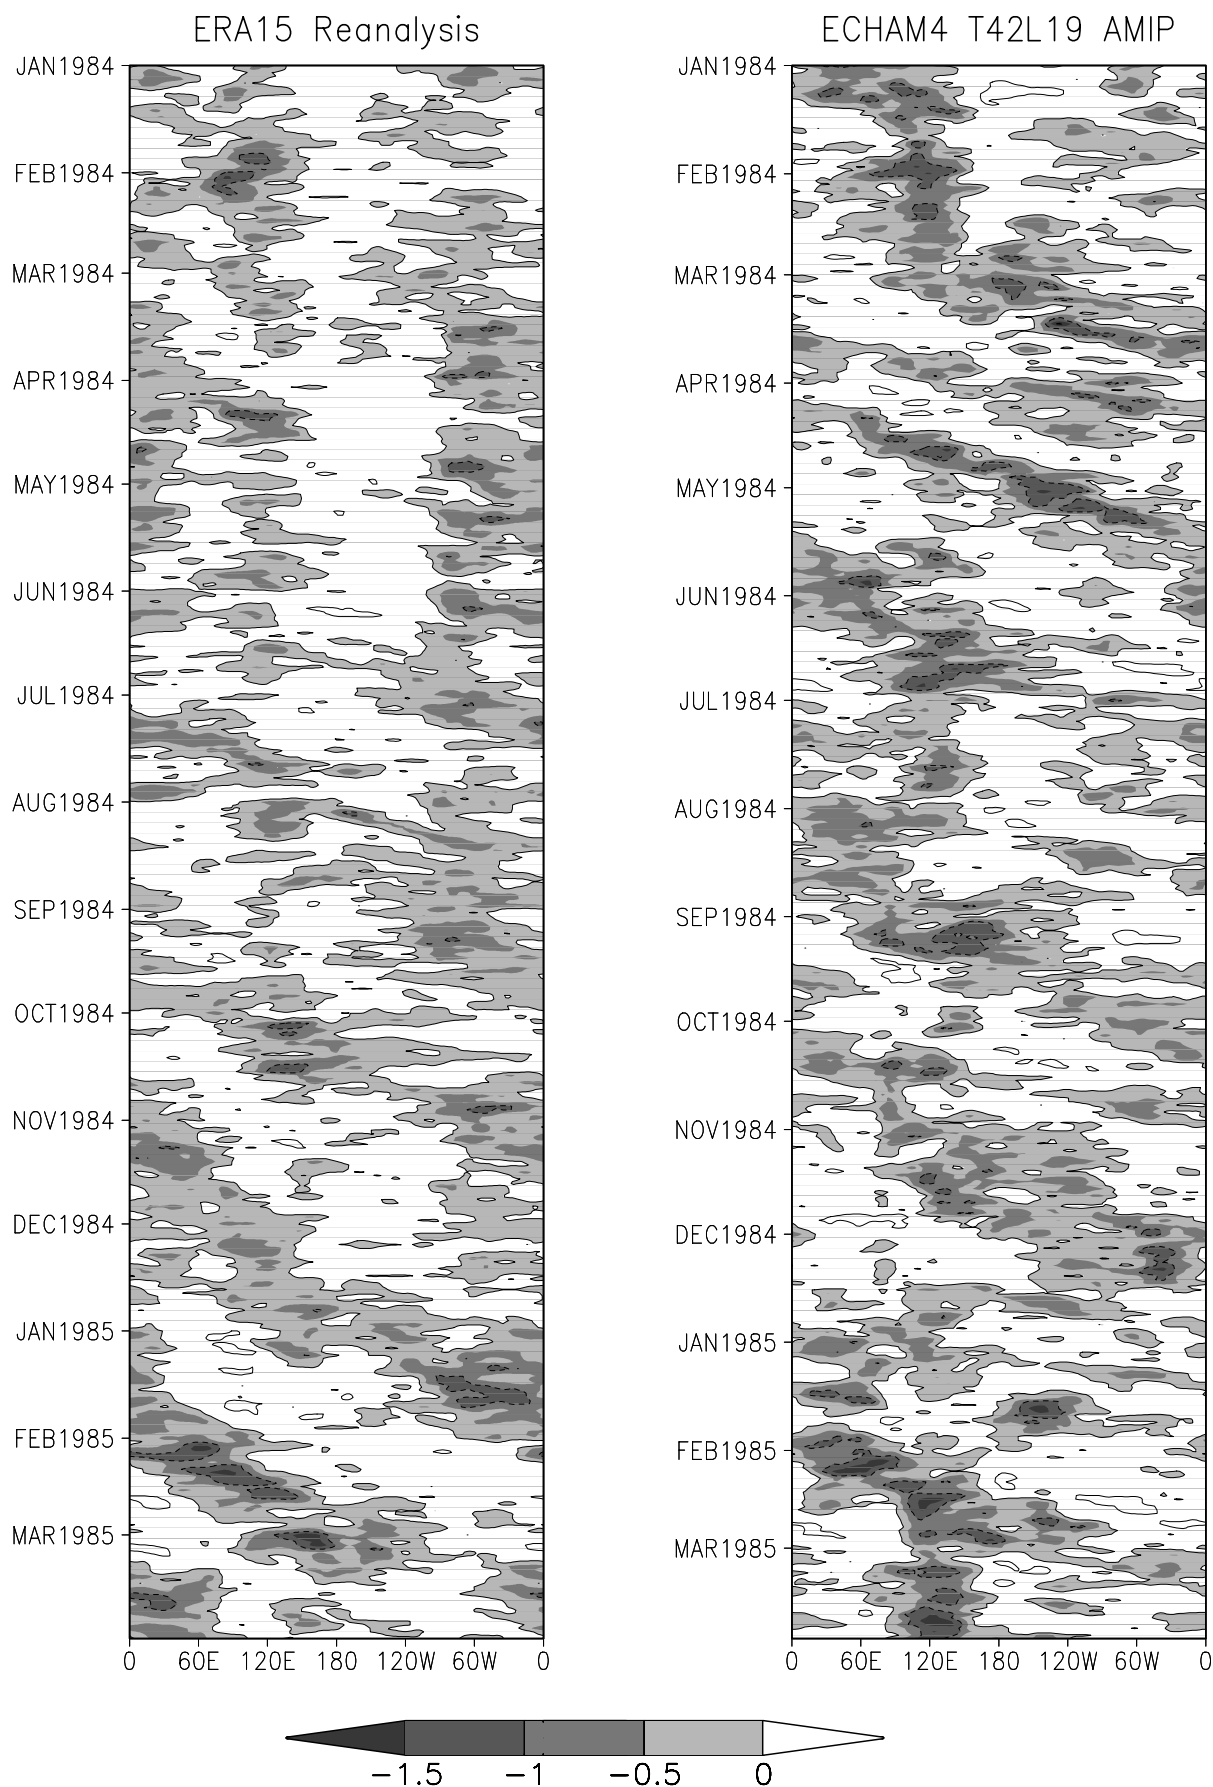 ERA15 Reanalysis
JAN1984
FEB1984
MAR1984
APR1984
MAY1984
JUN1984
JUL1984
AUG1984
SEP1984
OCT1984
NOV1984
DEC1984
JAN1985
FEB1985
MAR1985
0 60E 120E 180 120W 60W 0
ECHAM4 T42L19 AMIP
JAN1984
FEB1984
MAR1984
APR1984
MAY1984
JUN1984
JUL1984
AUG1984
SEP1984
OCT1984
NOV1984
DEC1984
JAN1985
FEB1985
MAR1985
0 60E 120E 180 120W 60W 0
−1.5 −1 −0.5 0